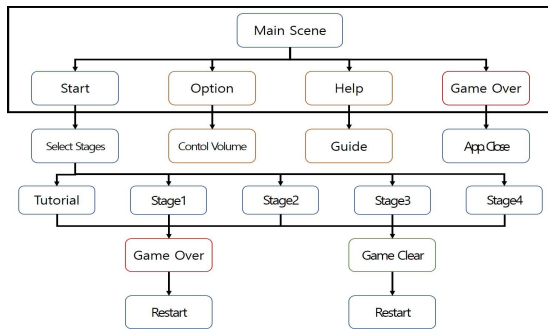 Main Scene
Start
Option
Help
Game Over
Select Stages
Contol Volume
Guide
App.Close
Tutorial
Stage1
Stage2
Stage3
Stage4
Game Over
Game Clear
Restart
Restart